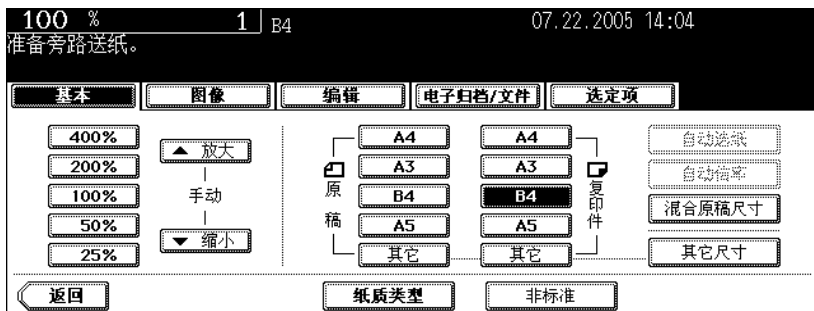 100 % 1 B4 07.22.2005 14:04
准备旁路送纸。
基本 图像 编辑 电子归档/文件 选定项
400% 200% 100% 50% 25%
▲ 放大
手动
▼ 缩小
原稿
A4 A3 B4 A5 其它
A4 A3 B4 A5 其它
复印件
自动选纸
自动倍率
混合原稿尺寸
其它尺寸
返回 纸质类型 非标准